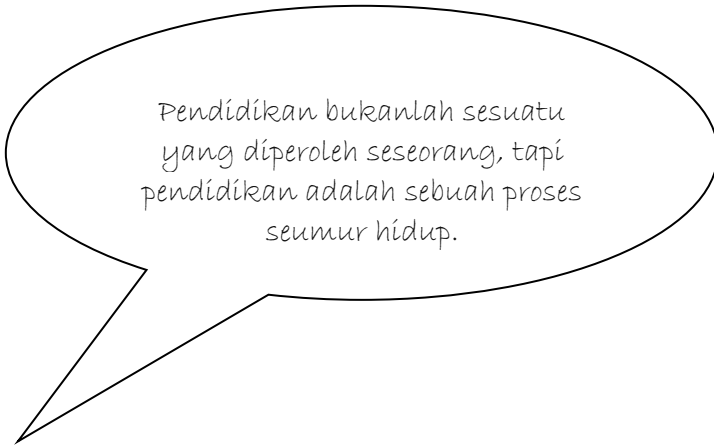 Pendidikan bukanlah sesuatu
yang diperoleh seseorang, tapi
pendidikan adalah sebuah proses
seumur hidup.